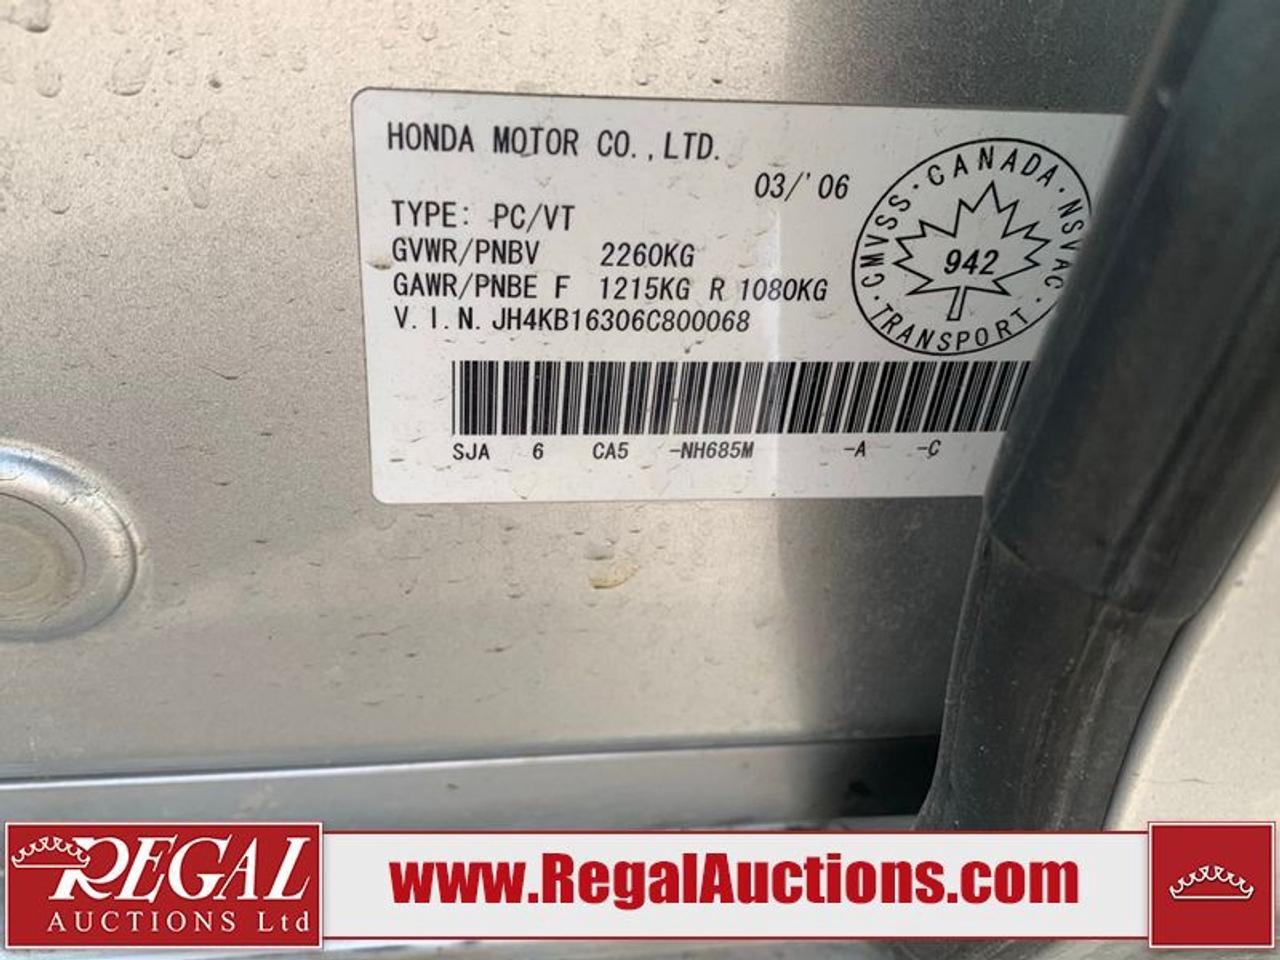 HONDA MOTOR CO.,LTD.
03/'06
TYPE: PC/VT
GVWR/PNBV 2260KG
GAWR/PNBE F 1215KG R 1080KG
V.I.N. JH4KB16306C800068
CMVSS · CANADA · NSVAC · TRANSPORT ·
942
SJA 6 CA5 -NH685M -A -C
REGAL
AUCTIONS Ltd
www.RegalAuctions.com